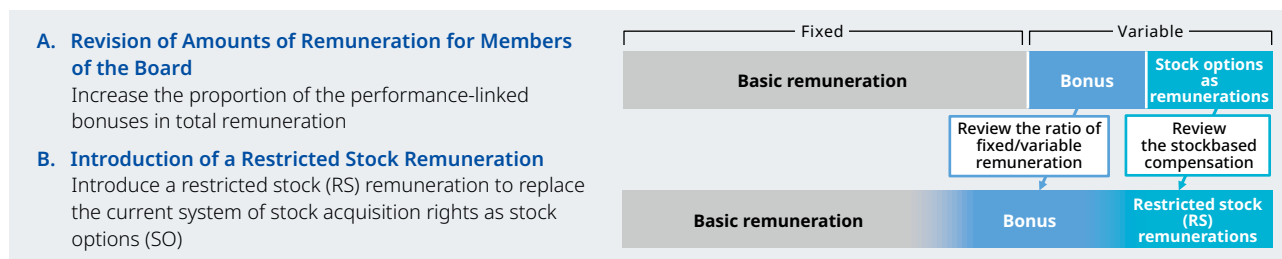 A. Revision of Amounts of Remuneration for Members
of the Board
Increase the proportion of the performance-linked
bonuses in total remuneration
B. Introduction of a Restricted Stock Remuneration
Introduce a restricted stock (RS) remuneration to replace
the current system of stock acquisition rights as stock
options (SO)
Fixed
Variable
Basic remuneration
Bonus
Stock options
as
remunerations
Review the ratio of
fixed/variable
remuneration
Review
the stockbased
compensation
Basic remuneration
Bonus
Restricted stock
(RS)
remunerations